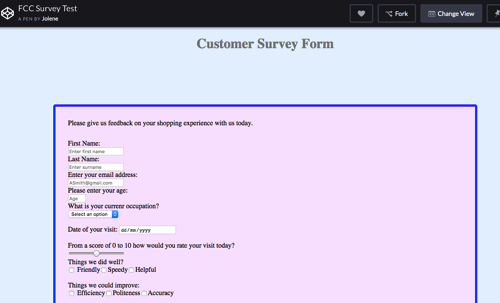 FCC Survey Test
A PEN BY Jolene
Fork
Change View
Customer Survey Form
Please give us feedback on your shopping experience with us today.
First Name:
Enter first name
Last Name:
Enter surname
Enter your email address:
ASmith@gmail.com
Please enter your age:
Age
What is your currenr occupation?
Select an option
Date of your visit: dd/mm/yyyy
From a score of 0 to 10 how would you rate your visit today?
Things we did well?
Friendly Speedy Helpful
Things you could improve:
Efficiency Politeness Accuracy